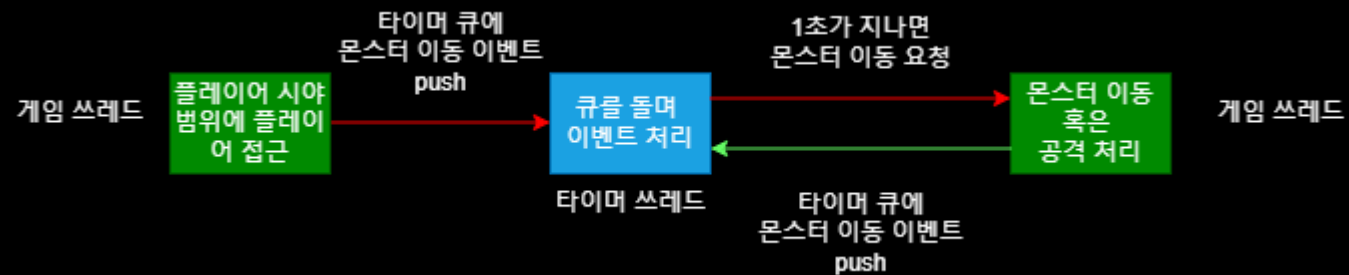 타이머 큐에
몬스터 이동 이벤트
push
1초가 지나면
몬스터 이동 요청
게임 쓰레드
플레이어 시야
범위에 플레이
어 접근
큐를 돌며
이벤트 처리
몬스터 이동
혹은
공격 처리
게임 쓰레드
타이머 쓰레드
타이머 큐에
몬스터 이동 이벤트
push